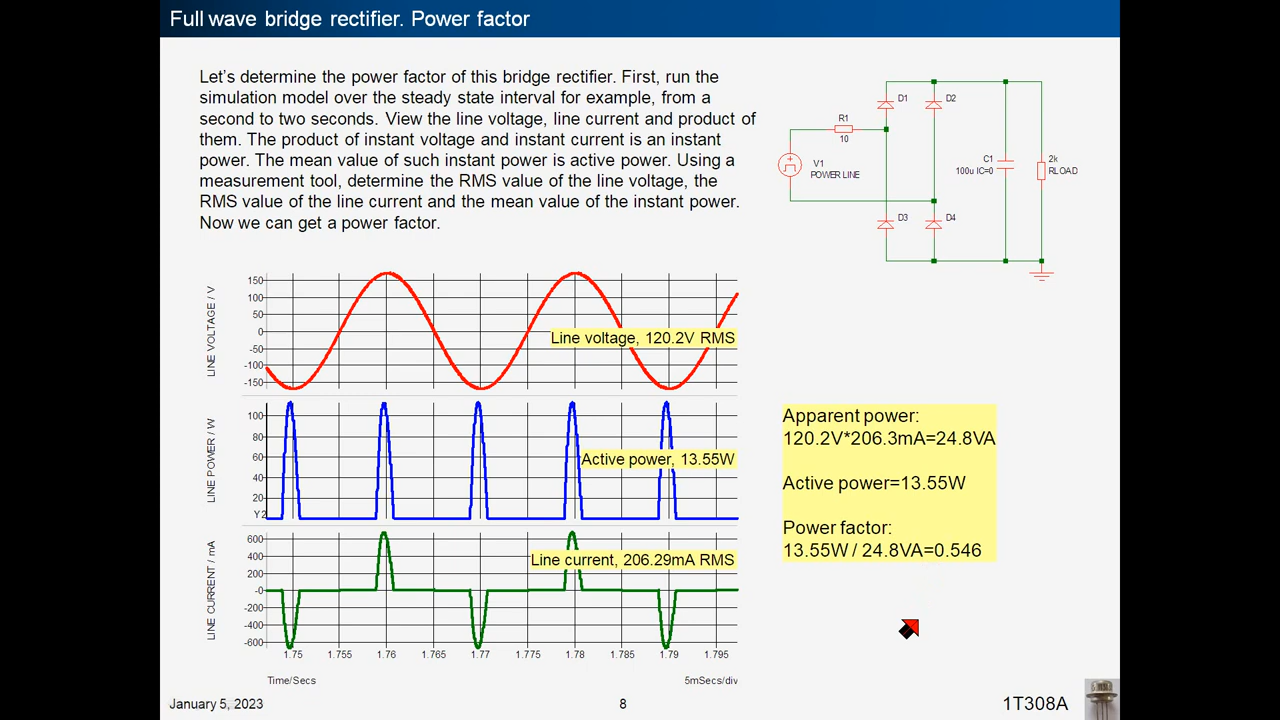 Full wave bridge rectifier. Power factor
Let's determine the power factor of this bridge rectifier. First, run the
simulation model over the steady state interval for example, from a
second to two seconds. View the line voltage, line current and product of
them. The product of instant voltage and instant current is an instant
power. The mean value of such instant power is active power. Using a
measurement tool, determine the RMS value of the line voltage, the
RMS value of the line current and the mean value of the instant power.
Now we can get a power factor.
D1
D2
R1
10
V1
POWER LINE
C1
100u IC=0
2k
RLOAD
D3
D4
LINE VOLTAGE / V
150
100
50
0
-50
-100
-150
Line voltage, 120.2V RMS
LINE POWER / W
100
80
60
40
20
Y2
Active power, 13.55W
LINE CURRENT / mA
600
400
200
-0
-200
-400
-600
Line current, 206.29mA RMS
1.75
1.755
1.76
1.765
1.77
1.775
1.78
1.785
1.79
1.795
Time/Secs
5mSecs/div
Apparent power:
120.2V*206.3mA=24.8VA
Active power=13.55W
Power factor:
13.55W / 24.8VA=0.546
January 5, 2023
8
1T308A